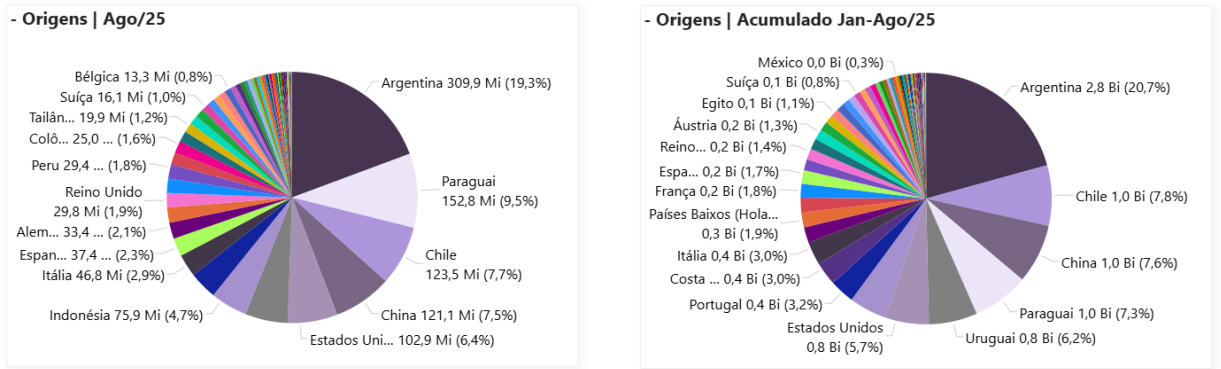 - Origens | Ago/25
Bélgica 13,3 Mi (0,8%)
Suíça 16,1 Mi (1,0%)
Tailân... 19,9 Mi (1,2%)
Colô... 25,0 ... (1,6%)
Peru 29,4 ... (1,8%)
Reino Unido
29,8 Mi (1,9%)
Alem... 33,4 ... (2,1%)
Espan... 37,4 ... (2,3%)
Itália 46,8 Mi (2,9%)
Indonésia 75,9 Mi (4,7%)
Argentina 309,9 Mi (19,3%)
Paraguai
152,8 Mi (9,5%)
Chile
123,5 Mi (7,7%)
China 121,1 Mi (7,5%)
Estados Uni... 102,9 Mi (6,4%)
- Origens | Acumulado Jan-Ago/25
México 0,0 Bi (0,3%)
Suíça 0,1 Bi (0,8%)
Egito 0,1 Bi (1,1%)
Áustria 0,2 Bi (1,3%)
Reino... 0,2 Bi (1,4%)
Espa... 0,2 Bi (1,7%)
França 0,2 Bi (1,8%)
Países Baixos (Hola...
0,3 Bi (1,9%)
Itália 0,4 Bi (3,0%)
Costa ... 0,4 Bi (3,0%)
Portugal 0,4 Bi (3,2%)
Estados Unidos
0,8 Bi (5,7%)
Argentina 2,8 Bi (20,7%)
Chile 1,0 Bi (7,8%)
China 1,0 Bi (7,6%)
Paraguai 1,0 Bi (7,3%)
Uruguai 0,8 Bi (6,2%)